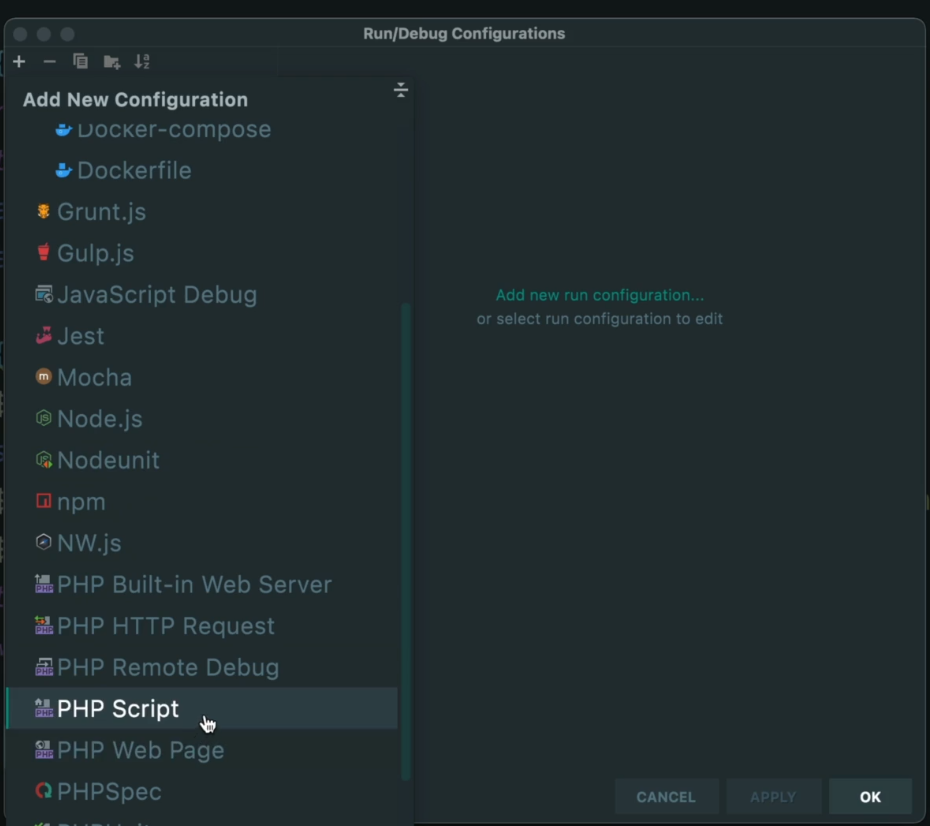 Run/Debug Configurations
Add New Configuration
Docker-compose
Dockerfile
Grunt.js
Gulp.js
JavaScript Debug
Jest
Mocha
Node.js
Nodeunit
npm
NW.js
PHP Built-in Web Server
PHP HTTP Request
PHP Remote Debug
PHP Script
PHP Web Page
PHPSpec
Add new run configuration...
or select run configuration to edit
CANCEL
APPLY
OK